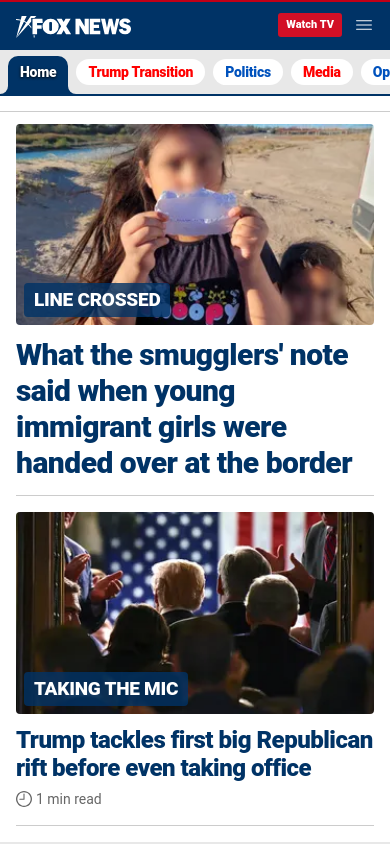 FOX NEWS
Watch TV
Home
Trump Transition
Politics
Media
Op
LINE CROSSED
What the smugglers' note
said when young
immigrant girls were
handed over at the border
TAKING THE MIC
Trump tackles first big Republican
rift before even taking office
1 min read